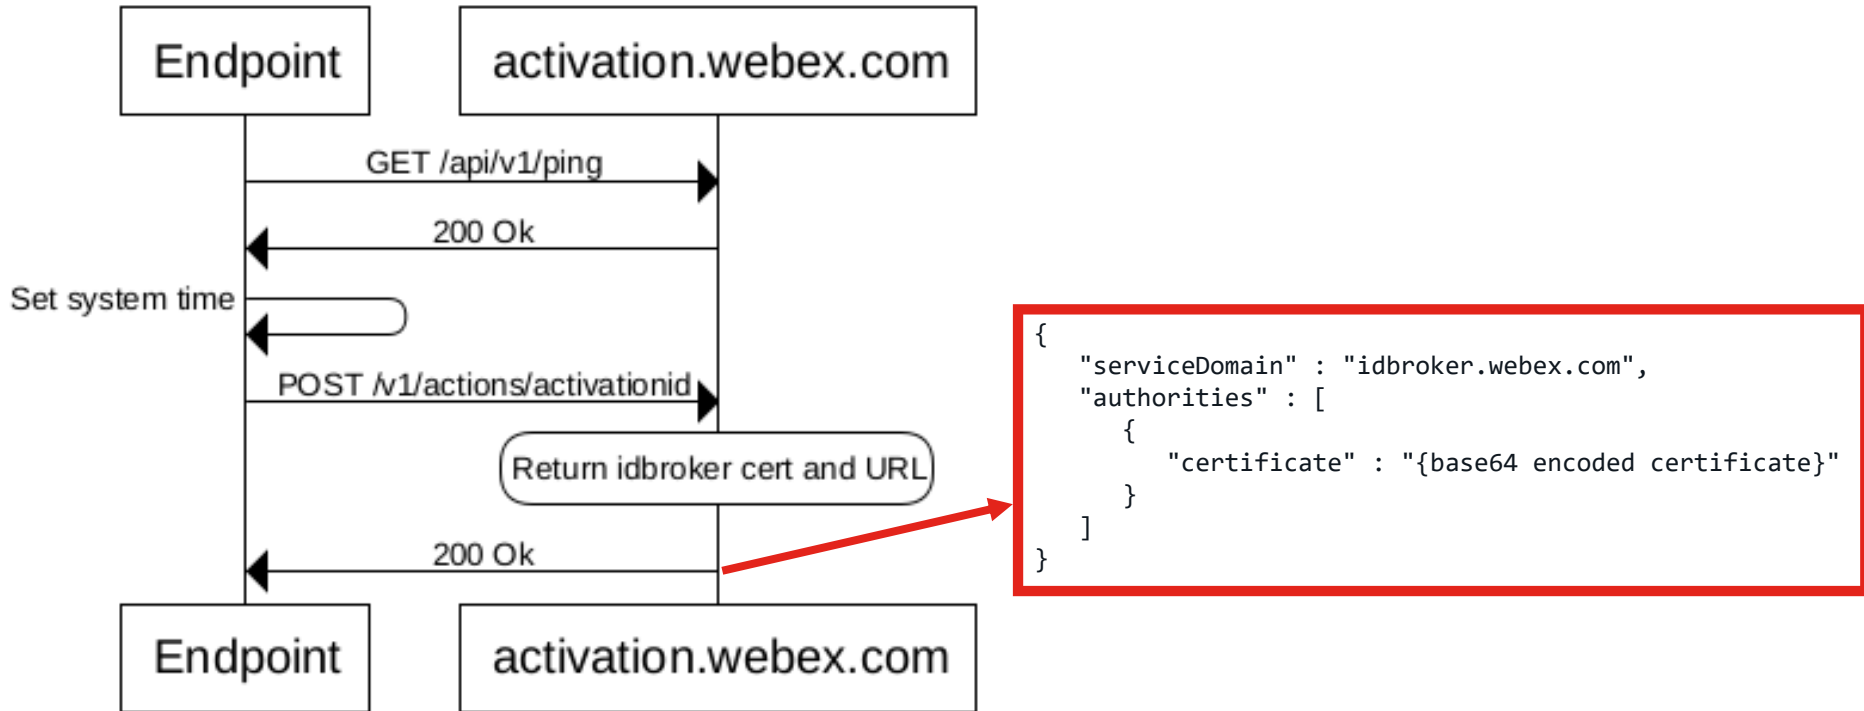 Endpoint
activation.webex.com
GET /api/v1/ping
200 Ok
Set system time
POST /v1/actions/activationid
Return idbroker cert and URL
200 Ok
{
"serviceDomain" : "idbroker.webex.com",
"authorities" : [
{
"certificate" : "{base64 encoded certificate}"
}
]
}
Endpoint
activation.webex.com